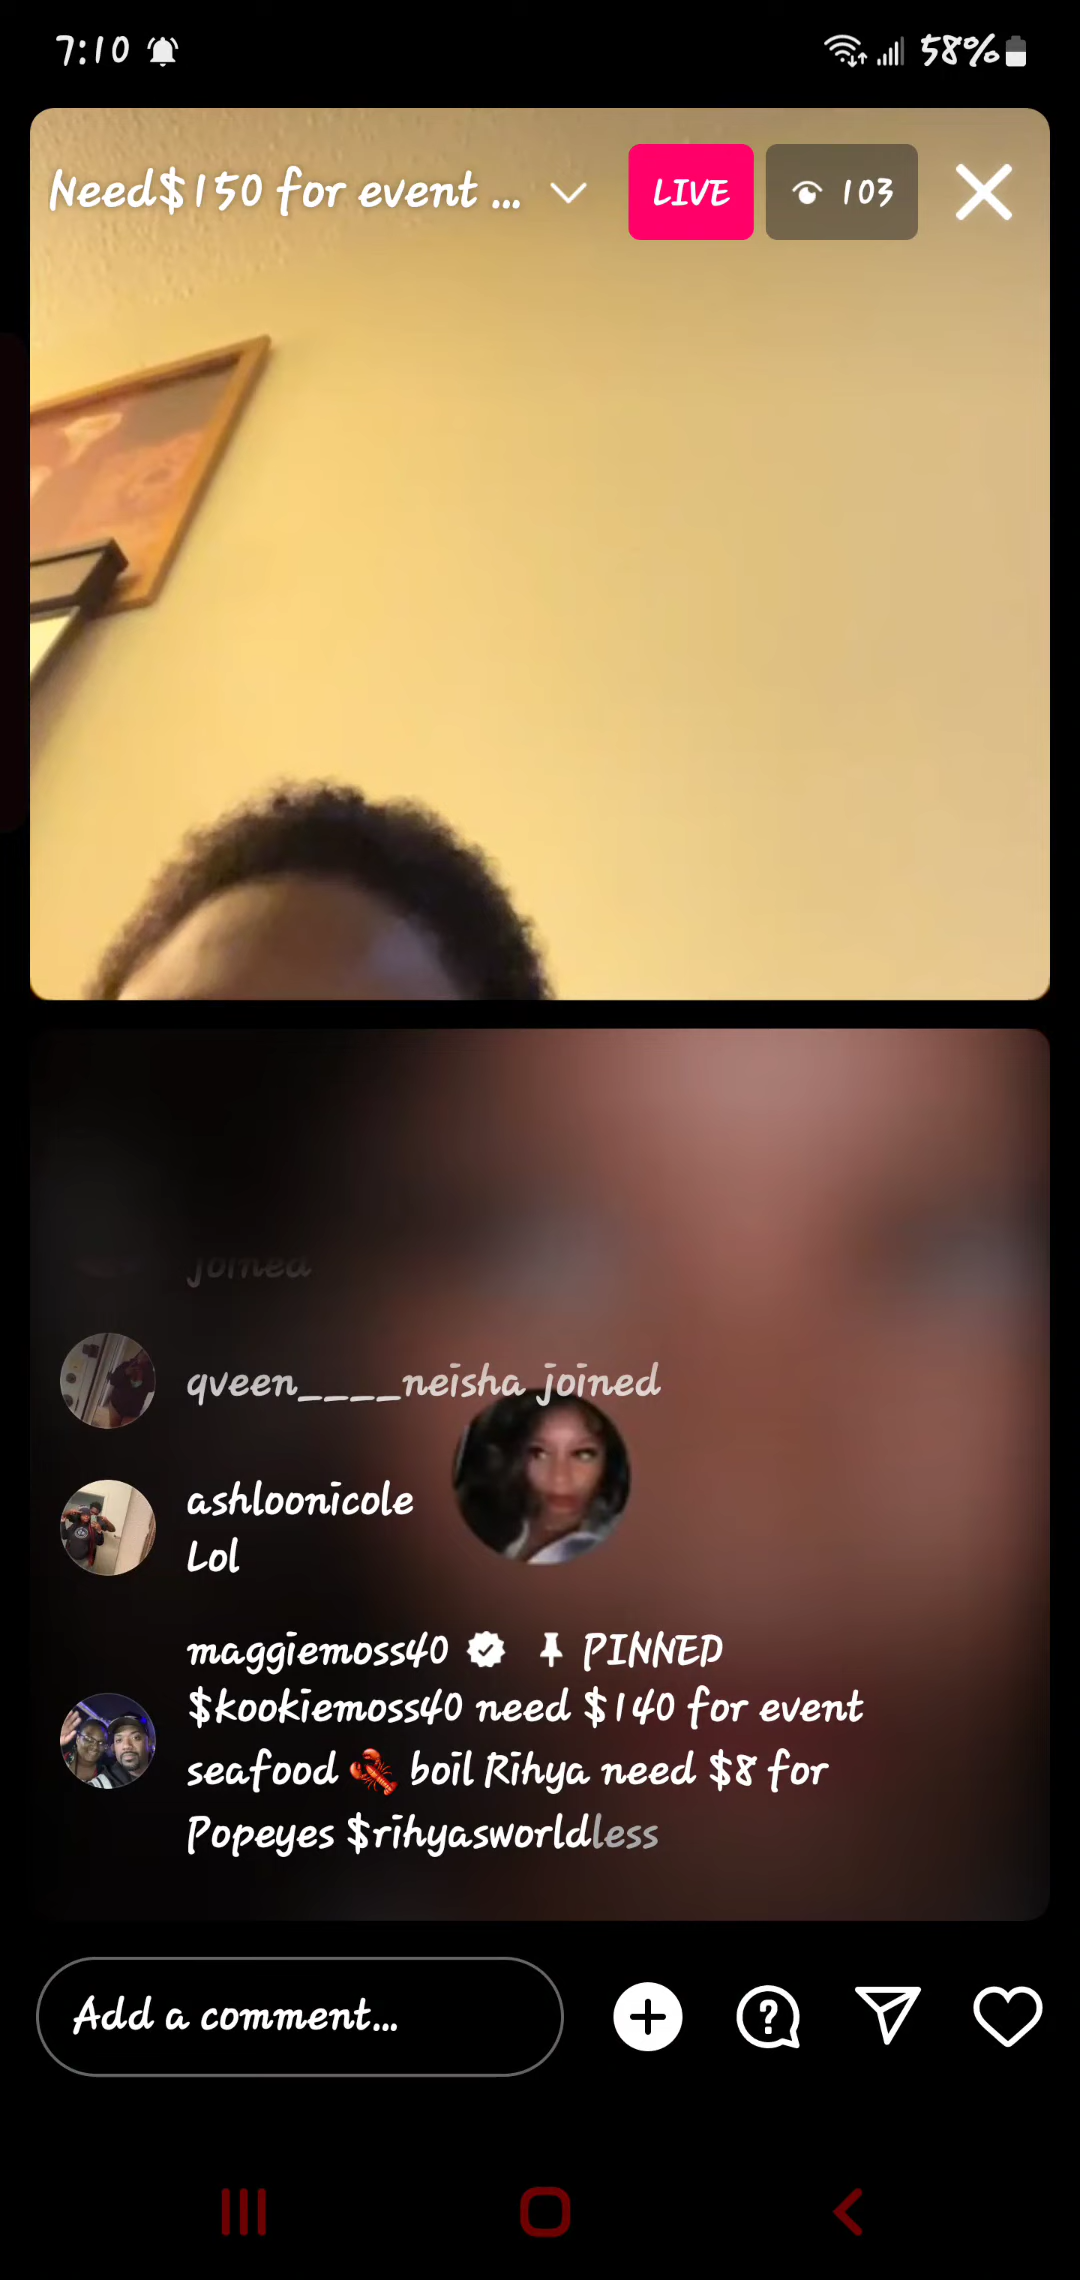 7:10
58%
Need$150 for event ...
LIVE
103
joined
qveen____neisha joined
ashloonicole
Lol
maggiemoss40 PINNED
$kookiemoss40 need $140 for event
seafood 🦞 boil Rihya need $8 for
Popeyes $rihyasworldless
Add a comment...